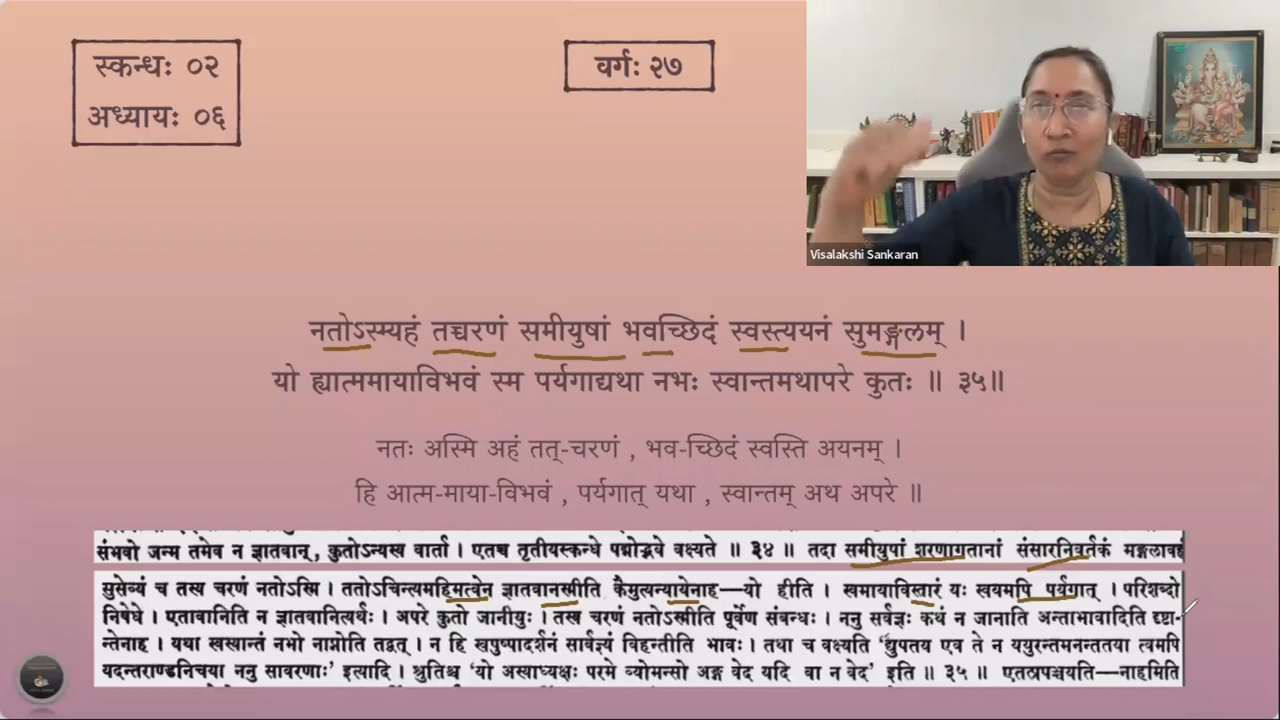 स्कन्धः ०२
अध्यायः ०६
वर्गः २७
Visalakshi Sankaran
नतोऽस्म्यहं तच्चरणं समीयुषां भवच्छिदं स्वस्त्ययनं सुमङ्गलम् ।
यो ह्यात्ममायाविभवं स्म पर्यगाद्यथा नभः स्वान्तमथापरे कुतः ॥ ३५॥
नतः अस्मि अहं तत्-चरणं , भव-च्छिदं स्वस्ति अयनम् ।
हि आत्म-माया-विभवं , पर्यगात् यथा , स्वान्तम् अथ अपरे ॥
संभवो जन्म तमेव न ज्ञातवान्, कुतोऽन्यस्य वार्ता । एतच्च तृतीयस्कन्धे पद्मोद्भवे वक्ष्यते ॥ ३४ ॥ तदा समीयुषां शरणागतानां संसारनिवर्तकं मङ्गलावहं
सुसेव्यं च तस्य चरणं नतोऽस्मि । ततोऽचिन्त्यमहिमत्वेन ज्ञातवानस्मीति कैमुत्यन्यायेनाह—यो हीति । स्वमायाविस्तारं यः स्वयमपि पर्यगात् । परिशब्दो
निषेधे । एतावानिति न ज्ञातवानित्यर्थः । अपरे कुतो जानीयुः । तस्य चरणं नतोऽस्मीति पूर्वेण संबन्धः । ननु सर्वज्ञः कथं न जानाति अन्ताभावादिति दृष्टा-
न्तेनाह । यथा स्वस्यान्तं नभो नाप्नोति तद्वत् । न हि खपुष्पादर्शनं सार्वज्ञ्यं विहन्तीति भावः । तथा च वक्ष्यति ‘द्युपतय एव ते न ययुरन्तमनन्ततया त्वमपि
यदन्तराण्डनिचया ननु सावरणाः’ इत्यादि । श्रुतिश्च ‘यो अस्याध्यक्षः परमे व्योमन्सो अङ्ग वेद यदि वा न वेद’ इति ॥ ३५ ॥ एतत्प्रपञ्चयति—नाहमिति